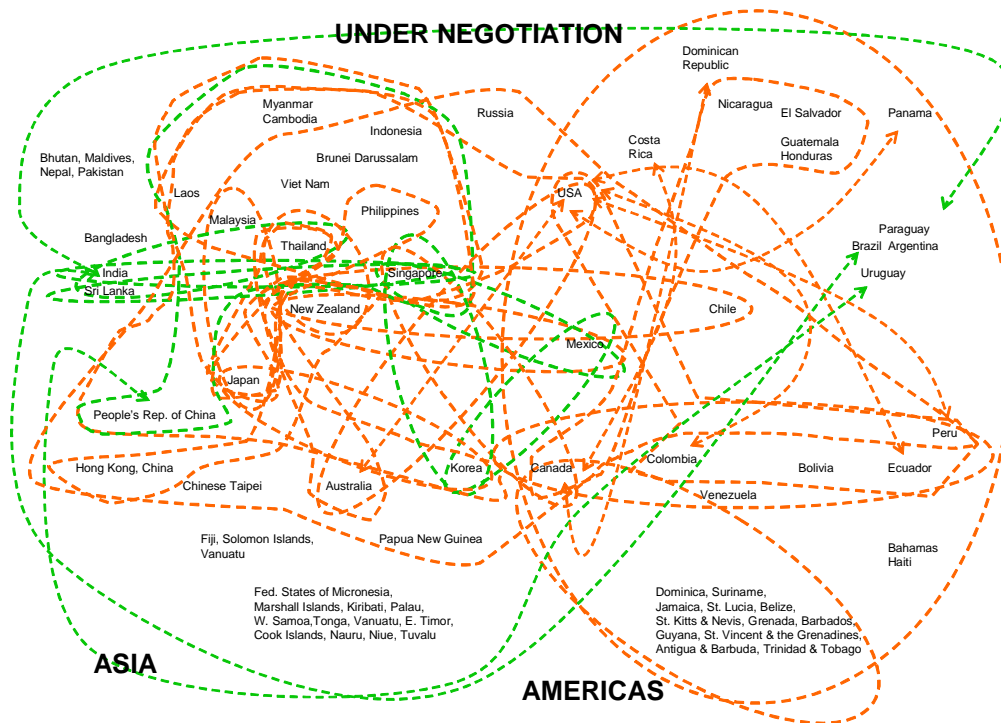 UNDER NEGOTIATION
Dominican
Republic
Myanmar
Cambodia
Russia
Nicaragua
El Salvador
Panama
Indonesia
Costa
Rica
Guatemala
Honduras
Bhutan, Maldives,
Nepal, Pakistan
Brunei Darussalam
Laos
Viet Nam
USA
Malaysia
Philippines
Bangladesh
Thailand
Paraguay
Brazil Argentina
India
Singapore
Uruguay
Sri Lanka
New Zealand
Chile
Mexico
Japan
People's Rep. of China
Peru
Hong Kong, China
Korea
Canada
Colombia
Bolivia
Ecuador
Chinese Taipei
Australia
Venezuela
Fiji, Solomon Islands,
Vanuatu
Papua New Guinea
Bahamas
Haiti
Fed. States of Micronesia,
Marshall Islands, Kiribati, Palau,
W. Samoa,Tonga, Vanuatu, E. Timor,
Cook Islands, Nauru, Niue, Tuvalu
Dominica, Suriname,
Jamaica, St. Lucia, Belize,
St. Kitts & Nevis, Grenada, Barbados,
Guyana, St. Vincent & the Grenadines,
Antigua & Barbuda, Trinidad & Tobago
ASIA
AMERICAS